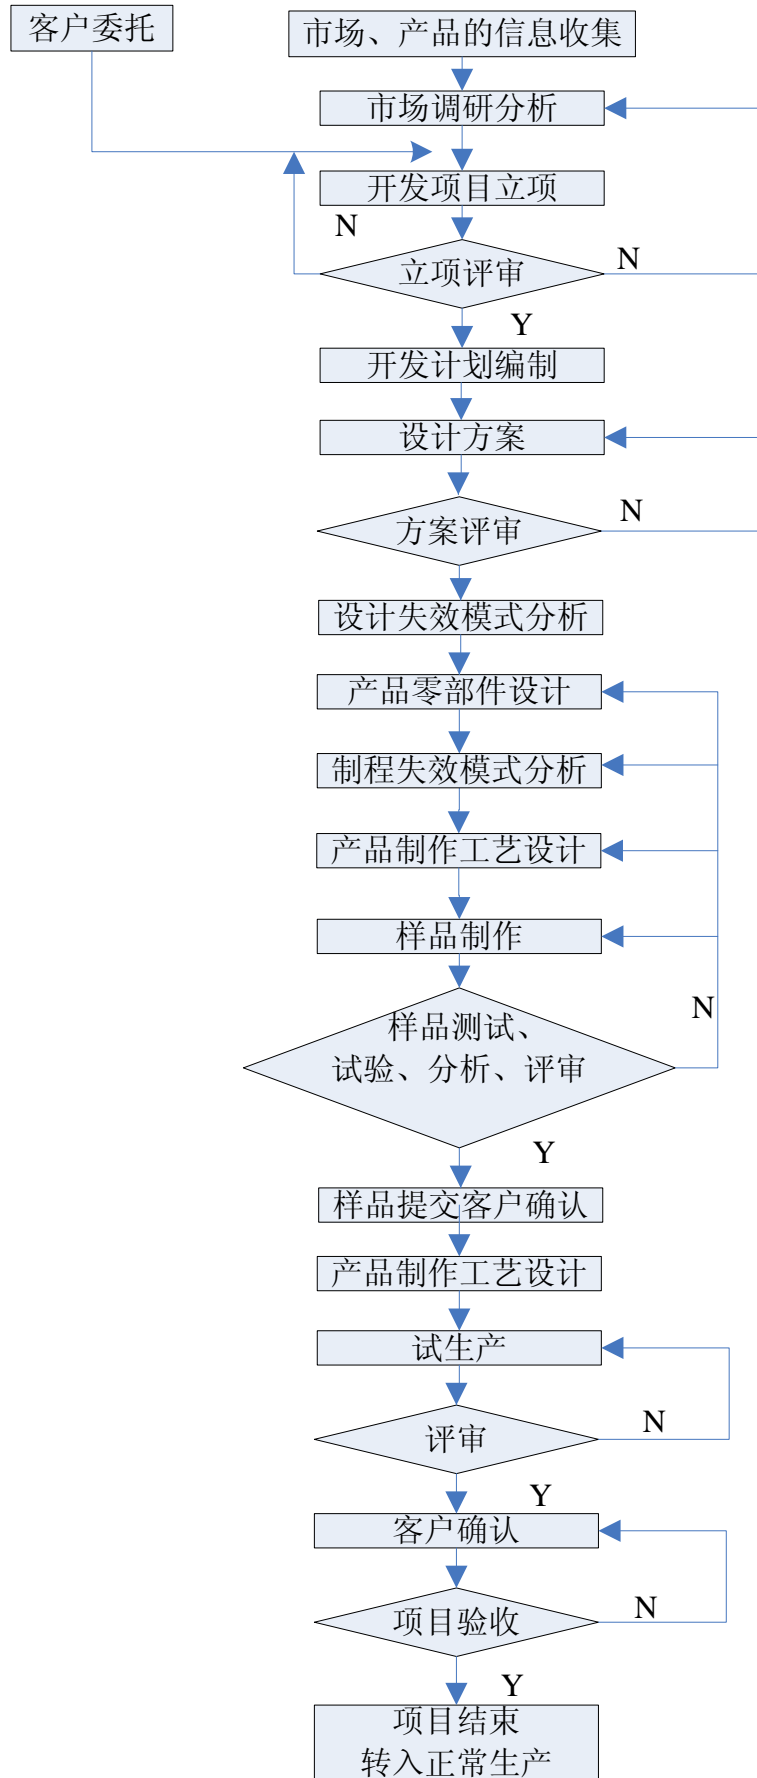 客户委托
市场、产品的信息收集
市场调研分析
开发项目立项
N
立项评审
N
Y
开发计划编制
设计方案
方案评审
N
设计失效模式分析
产品零部件设计
制程失效模式分析
产品制作工艺设计
样品制作
样品测试、
试验、分析、评审
N
Y
样品提交客户确认
产品制作工艺设计
试生产
评审
N
Y
客户确认
项目验收
N
Y
项目结束
转入正常生产